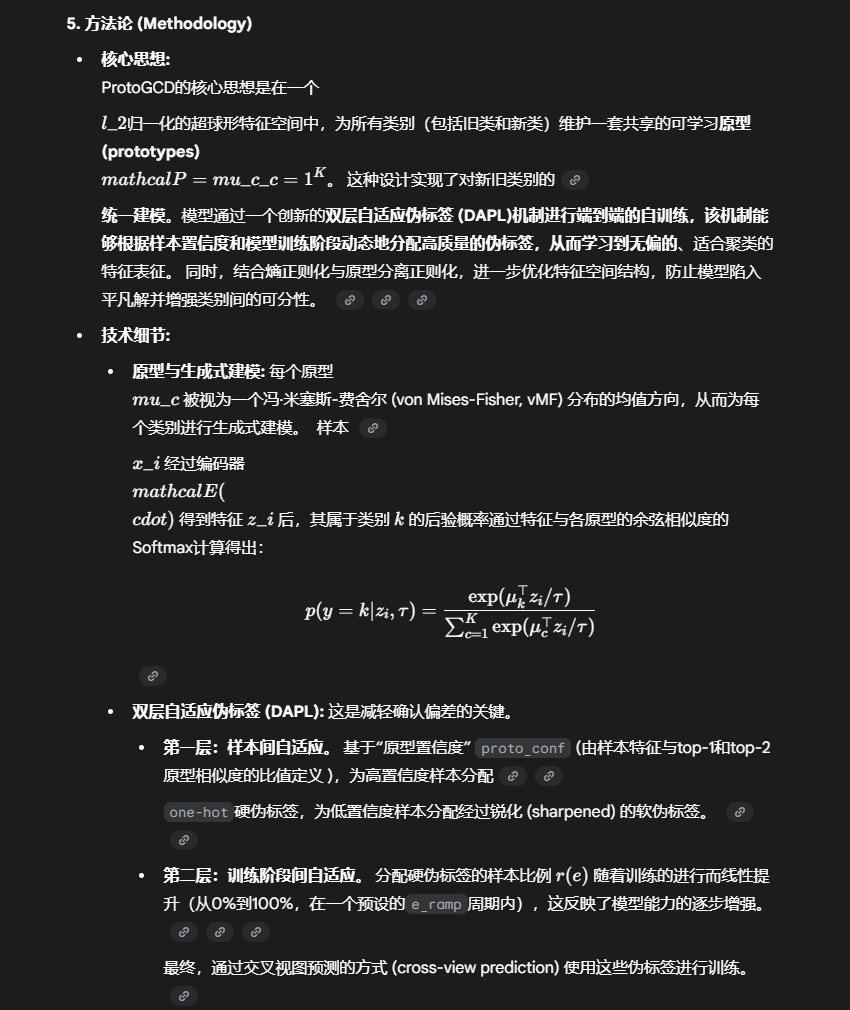 5. 方法论 (Methodology)
• 核心思想:
ProtoGCD的核心思想是在一个
l_2归一化的超球形特征空间中，为所有类别（包括旧类和新类）维护一套共享的可学习原型
(prototypes)
mathcalP = mu_c_c = 1^K。 这种设计实现了对新旧类别的
统一建模。模型通过一个创新的双层自适应伪标签 (DAPL)机制进行端到端的自训练，该机制能
够根据样本置信度和模型训练阶段动态地分配高质量的伪标签，从而学习到无偏的、适合聚类的
特征表征。 同时，结合熵正则化与原型分离正则化，进一步优化特征空间结构，防止模型陷入
平凡解并增强类别间的可分性。
• 技术细节:
• 原型与生成式建模: 每个原型
mu_c 被视为一个冯·米塞斯-费舍尔 (von Mises-Fisher, vMF) 分布的均值方向，从而为每
个类别进行生成式建模。 样本
x_i 经过编码器
mathcalE(
cdot) 得到特征 z_i 后，其属于类别 k 的后验概率通过特征与各原型的余弦相似度的
Softmax计算得出：
p(y = k|z_i, τ) = exp(μ_k^⊤ z_i/τ) / ∑_{c=1}^K exp(μ_c^⊤ z_i/τ)
• 双层自适应伪标签 (DAPL): 这是减轻确认偏差的关键。
• 第一层：样本间自适应。 基于“原型置信度” proto_conf (由样本特征与top-1和top-2
原型相似度的比值定义 )，为高置信度样本分配
one-hot 硬伪标签，为低置信度样本分配经过锐化 (sharpened) 的软伪标签。
• 第二层：训练阶段间自适应。 分配硬伪标签的样本比例 r(e) 随着训练的进行而线性提
升（从0%到100%，在一个预设的 e_ramp 周期内），这反映了模型能力的逐步增强。
最终，通过交叉视图预测的方式 (cross-view prediction) 使用这些伪标签进行训练。